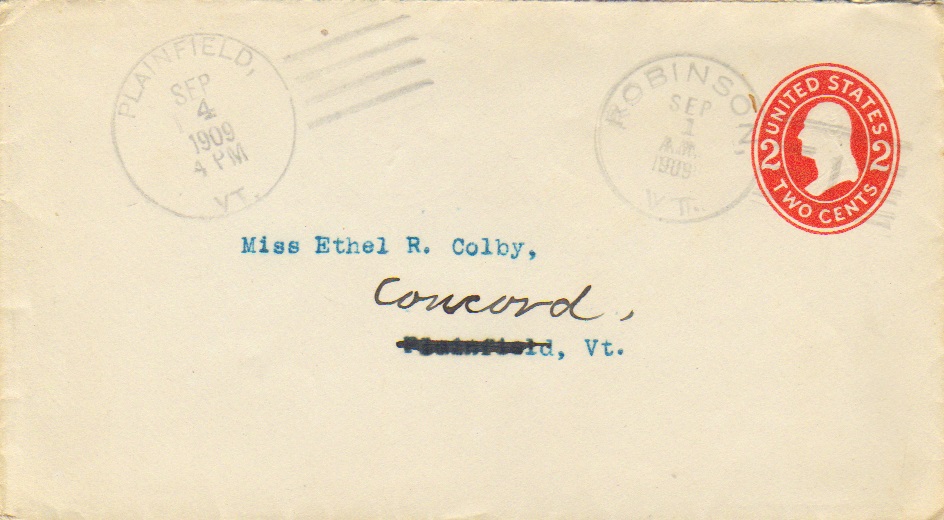 PLAINFIELD,
SEP
4
1909
4 PM
VT.
ROBINSON,
SEP
1
A.M.
1909
VT.
UNITED STATES
2 2
TWO CENTS
Miss Ethel R. Colby,
Concord,
Plainfield, Vt.